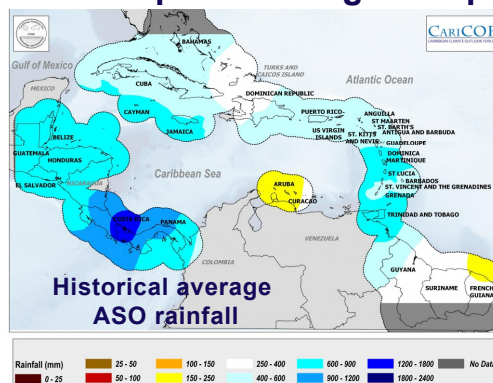 CARICOF
CARIBBEAN CLIMATE OUTLOOK FORUM
Gulf of Mexico
BAHAMAS
Atlantic Ocean
TURKS AND
CAICOS ISLAND
MEXICO
CUBA
DOMINICAN REPUBLIC
CAYMAN
PUERTO RICO
ANGUILLA
ST MAARTEN
ST. BARTH'S
JAMAICA
US VIRGIN
ISLANDS
ST. KITTS
AND NEVIS
ANTIGUA AND BARBUDA
BELIZE
GUADELOUPE
GUATEMALA
DOMINICA
HONDURAS
MARTINIQUE
Caribbean Sea
ST LUCIA
EL SALVADOR
NICARAGUA
BARBADOS
ARUBA
ST. VINCENT AND THE GRENADINES
CURACAO
GRENADA
COSTA RICA
PANAMA
TRINIDAD AND TOBAGO
VENEZUELA
COLOMBIA
GUYANA
SURINAME
FRENCH
GUIANA
Historical average
ASO rainfall
Rainfall (mm)
25 - 50
100 - 150
250 - 400
600 - 900
1200 - 1800
No Dat
0 - 25
50 - 100
150 - 250
400 - 600
900 - 1200
1800 - 2400